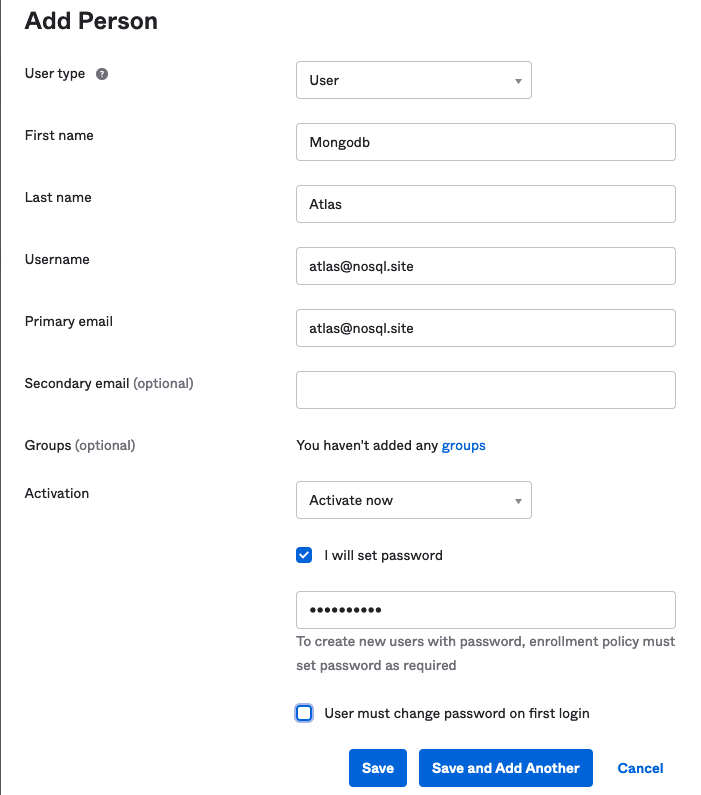 Add Person
User type ?
User
First name
Mongodb
Last name
Atlas
Username
atlas@nosql.site
Primary email
atlas@nosql.site
Secondary email (optional)
Groups (optional)
You haven't added any groups
Activation
Activate now
I will set password
••••••••••
To create new users with password, enrollment policy must
set password as required
User must change password on first login
Save
Save and Add Another
Cancel